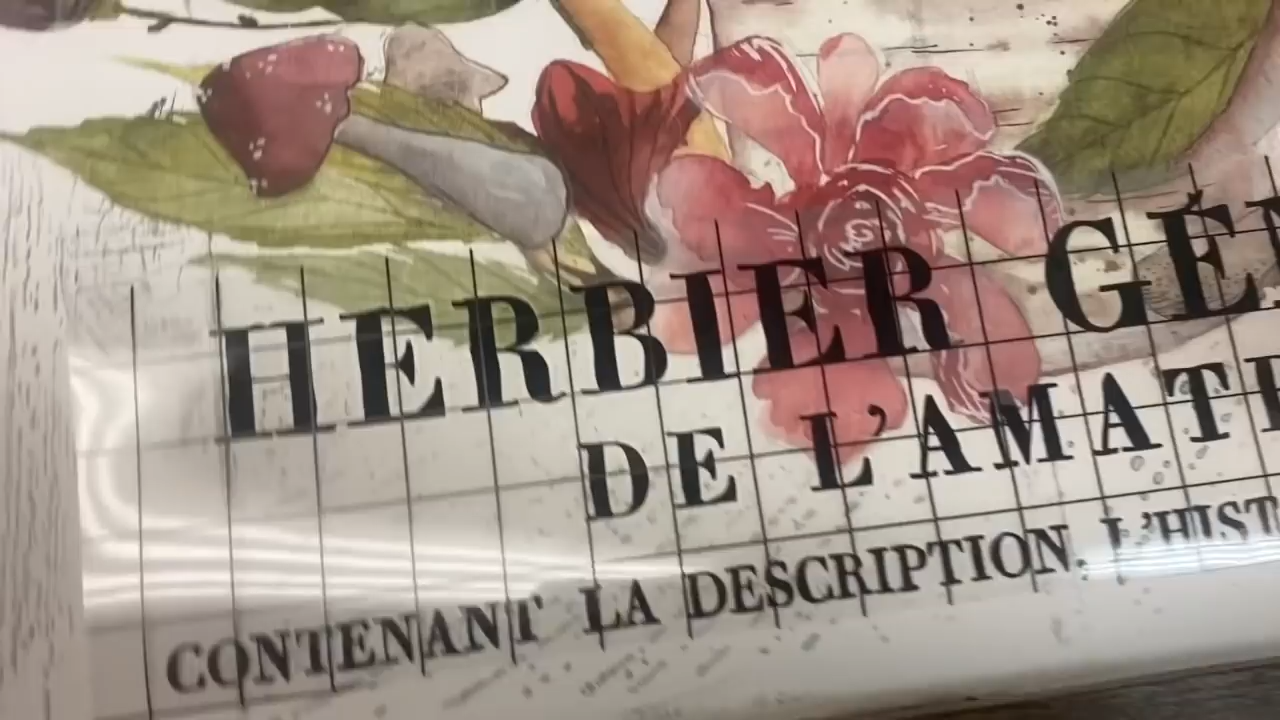 HERBIER GÉ
DE L'AMAT
CONTENANT LA DESCRIPTION, L'HIST